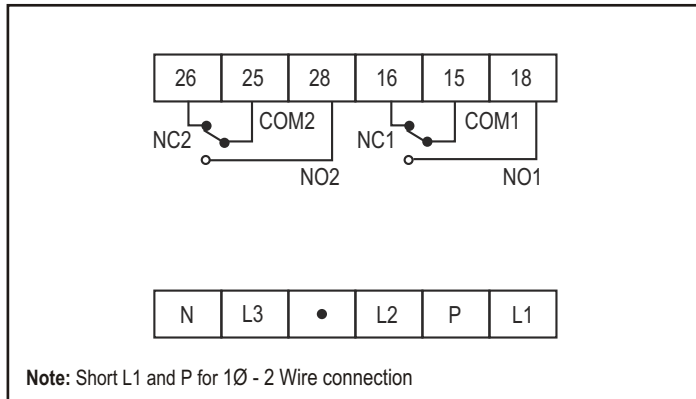 26 25 28 16 15 18
NC2 COM2 NC1 COM1
NO2 NO1
N L3 • L2 P L1
Note: Short L1 and P for 1Ø - 2 Wire connection